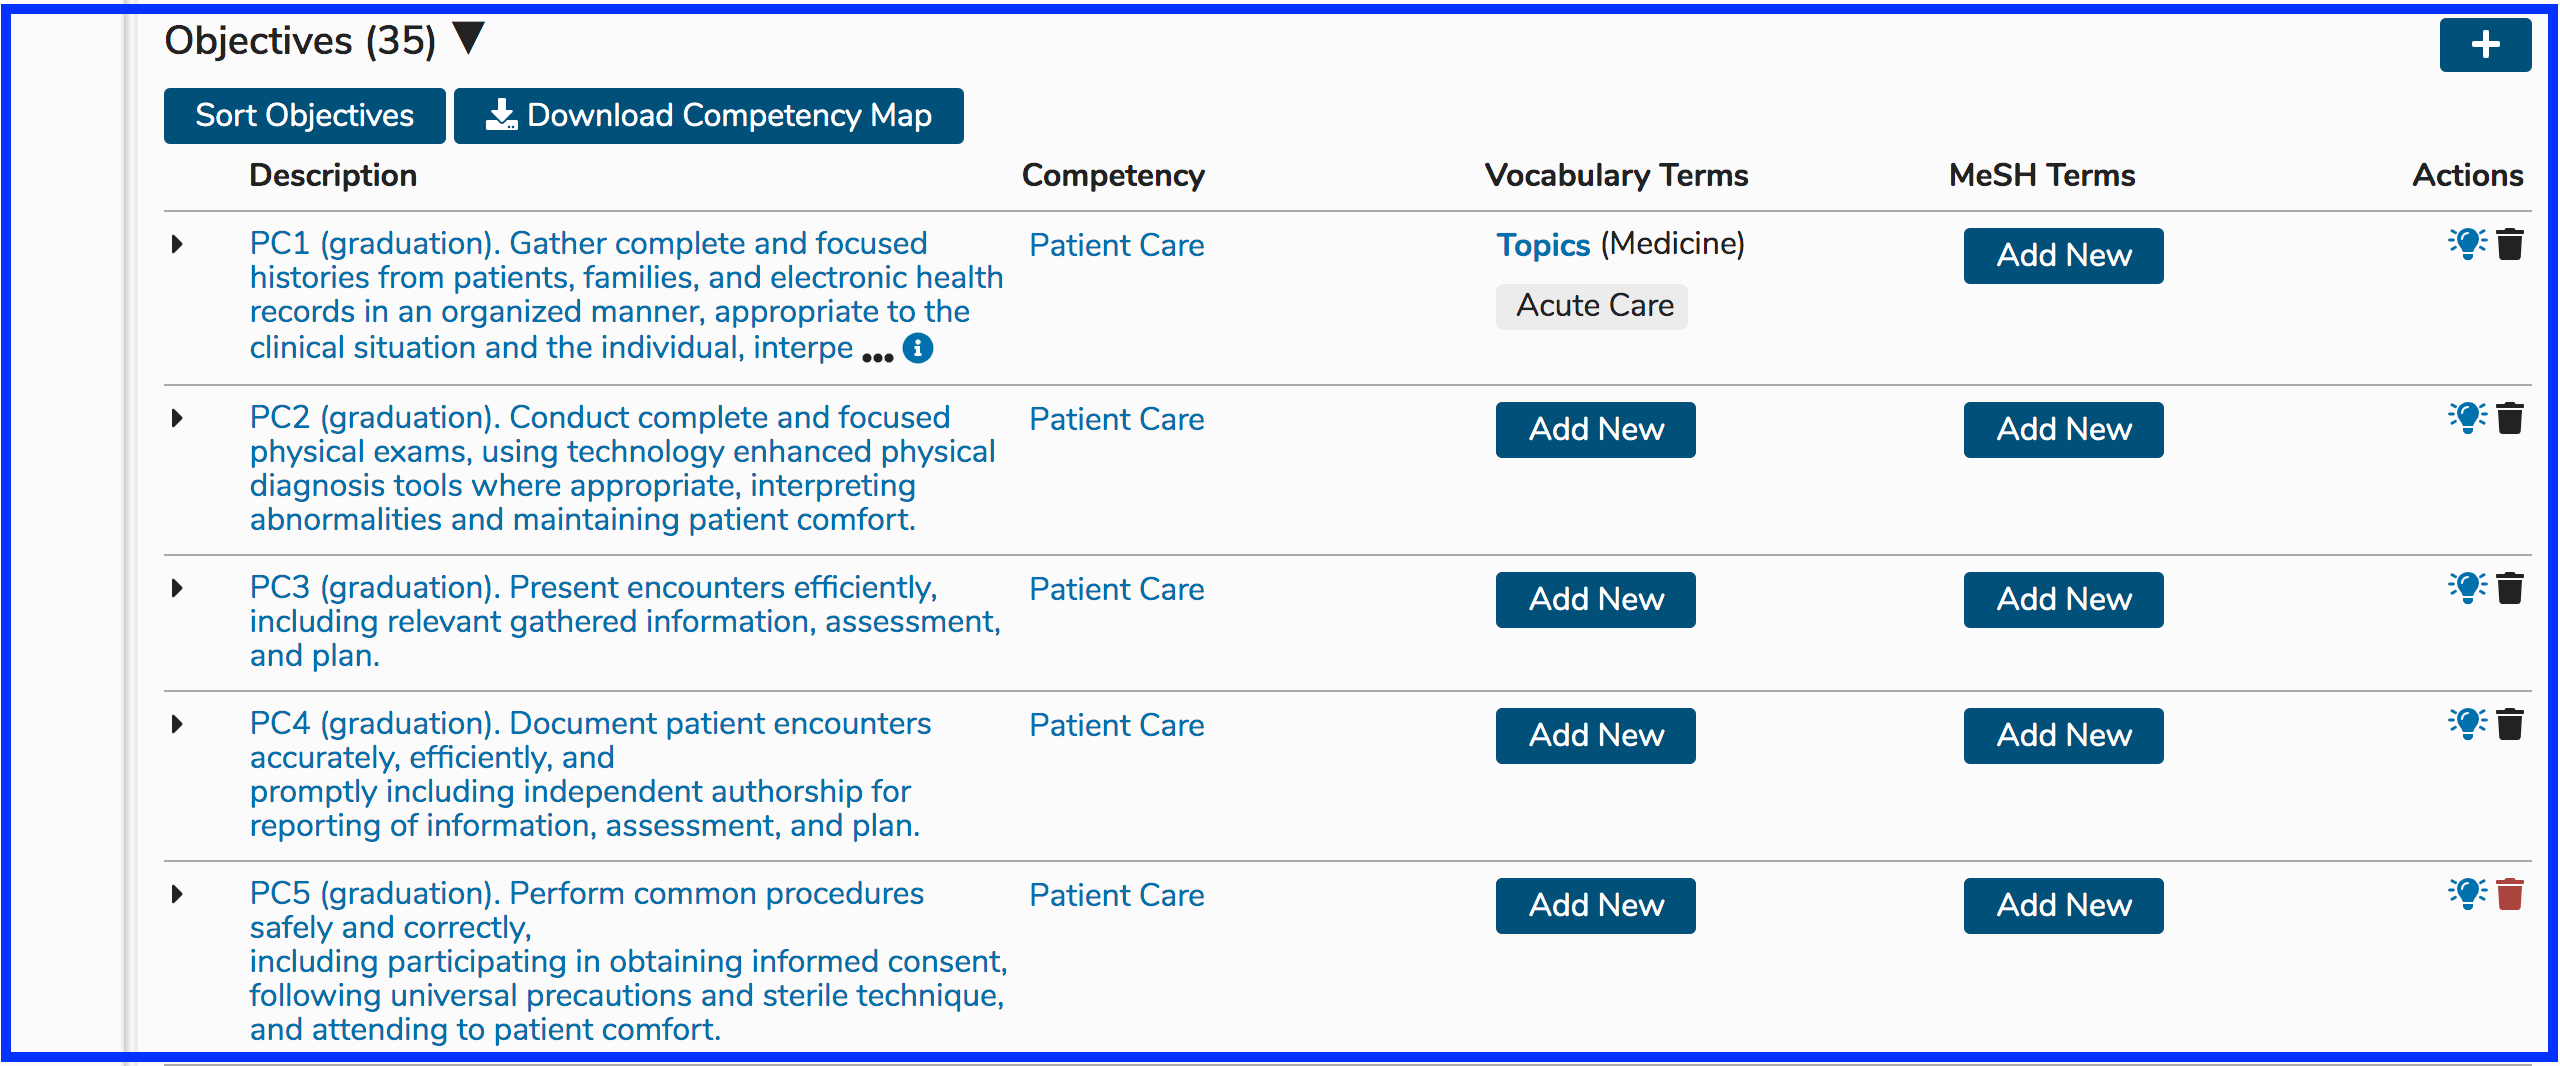 Objectives (35)
Sort Objectives Download Competency Map
Description Competency Vocabulary Terms MeSH Terms Actions
PC1 (graduation). Gather complete and focused
histories from patients, families, and electronic health
records in an organized manner, appropriate to the
clinical situation and the individual, interpe ...
Patient Care
Topics (Medicine)
Acute Care
Add New
PC2 (graduation). Conduct complete and focused
physical exams, using technology enhanced physical
diagnosis tools where appropriate, interpreting
abnormalities and maintaining patient comfort.
Patient Care
Add New
Add New
PC3 (graduation). Present encounters efficiently,
including relevant gathered information, assessment,
and plan.
Patient Care
Add New
Add New
PC4 (graduation). Document patient encounters
accurately, efficiently, and
promptly including independent authorship for
reporting of information, assessment, and plan.
Patient Care
Add New
Add New
PC5 (graduation). Perform common procedures
safely and correctly,
including participating in obtaining informed consent,
following universal precautions and sterile technique,
and attending to patient comfort.
Patient Care
Add New
Add New